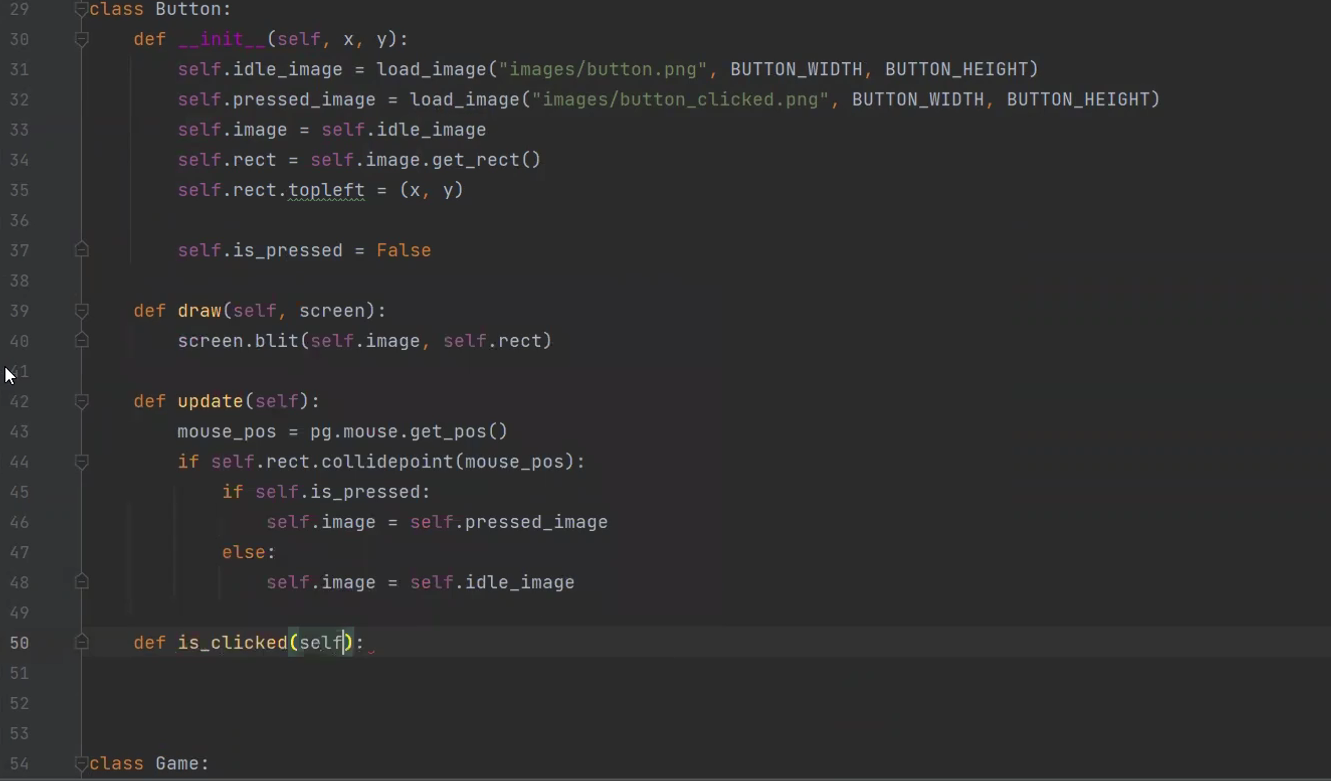 29 class Button:
30     def __init__(self, x, y):
31         self.idle_image = load_image("images/button.png", BUTTON_WIDTH, BUTTON_HEIGHT)
32         self.pressed_image = load_image("images/button_clicked.png", BUTTON_WIDTH, BUTTON_HEIGHT)
33         self.image = self.idle_image
34         self.rect = self.image.get_rect()
35         self.rect.topleft = (x, y)
36
37         self.is_pressed = False
38
39     def draw(self, screen):
40         screen.blit(self.image, self.rect)
41
42     def update(self):
43         mouse_pos = pg.mouse.get_pos()
44         if self.rect.collidepoint(mouse_pos):
45             if self.is_pressed:
46                 self.image = self.pressed_image
47             else:
48                 self.image = self.idle_image
49
50     def is_clicked(self):
51
52
53
54 class Game: